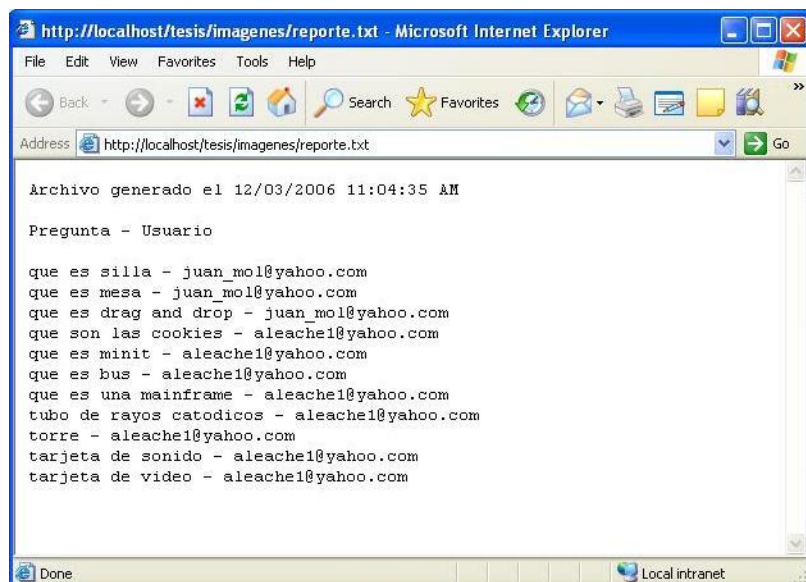 http://localhost/tesis/imagenes/reporte.txt - Microsoft Internet Explorer
File Edit View Favorites Tools Help
Back Search Favorites »
Address http://localhost/tesis/imagenes/reporte.txt Go
Archivo generado el 12/03/2006 11:04:35 AM
Pregunta - Usuario
que es silla - juan_mol@yahoo.com
que es mesa - juan_mol@yahoo.com
que es drag and drop - juan_mol@yahoo.com
que son las cookies - aleache1@yahoo.com
que es minit - aleache1@yahoo.com
que es bus - aleache1@yahoo.com
que es una mainframe - aleache1@yahoo.com
tubo de rayos catodicos - aleache1@yahoo.com
torre - aleache1@yahoo.com
tarjeta de sonido - aleache1@yahoo.com
tarjeta de video - aleache1@yahoo.com
Done Local intranet